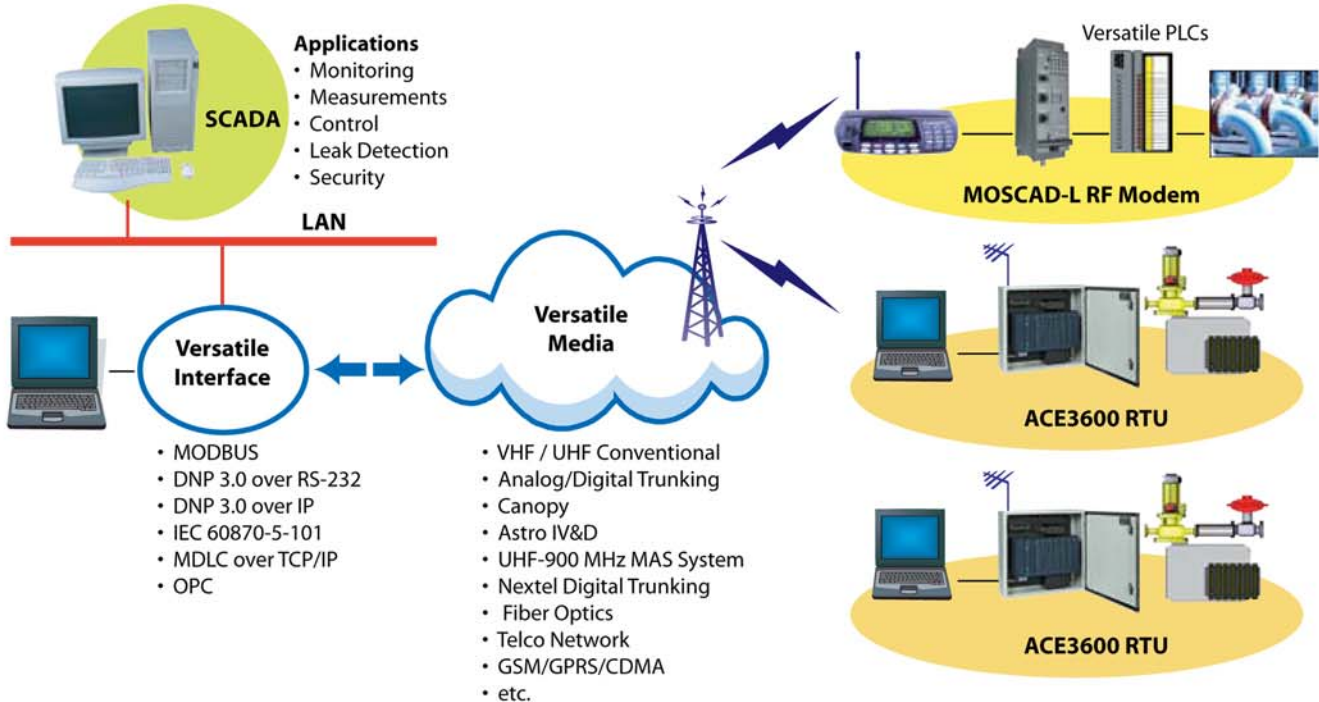 Applications
• Monitoring
• Measurements
• Control
• Leak Detection
• Security
SCADA
LAN
Versatile
Interface
• MODBUS
• DNP 3.0 over RS-232
• DNP 3.0 over IP
• IEC 60870-5-101
• MDLC over TCP/IP
• OPC
Versatile
Media
• VHF / UHF Conventional
• Analog/Digital Trunking
• Canopy
• Astro IV&D
• UHF-900 MHz MAS System
• Nextel Digital Trunking
• Fiber Optics
• Telco Network
• GSM/GPRS/CDMA
• etc.
Versatile PLCs
MOSCAD-L RF Modem
ACE3600 RTU
ACE3600 RTU